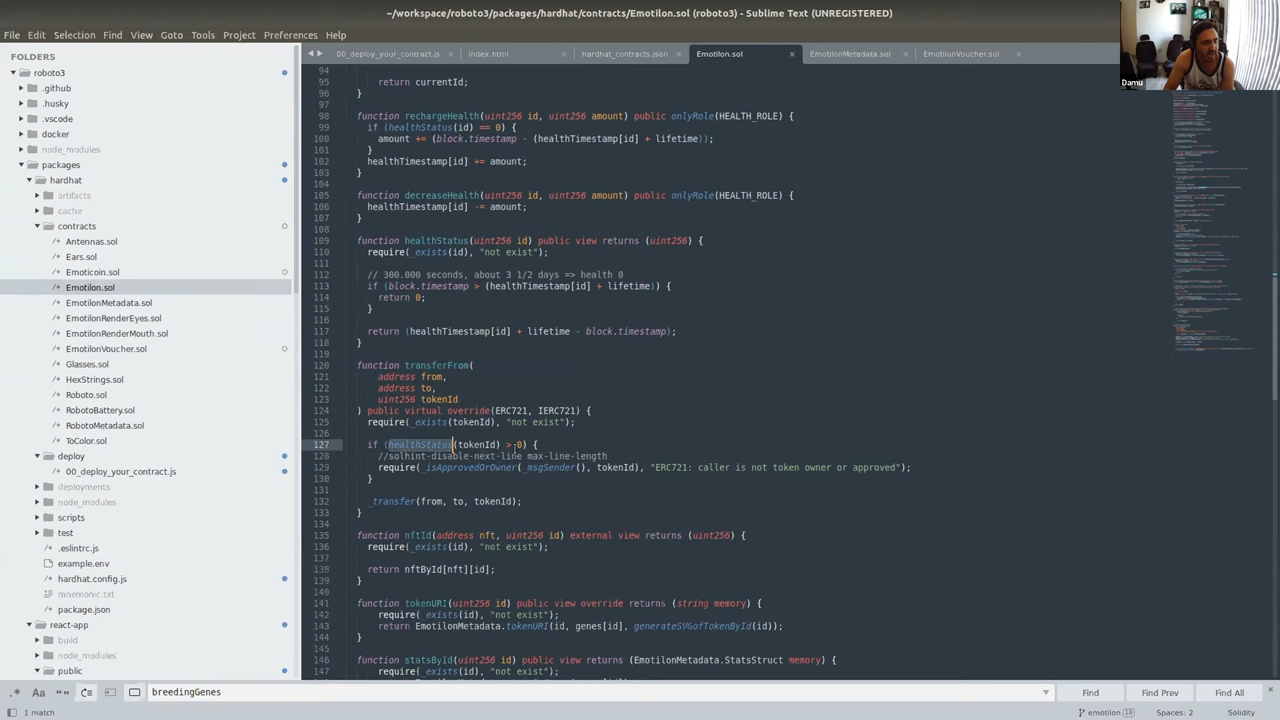 ~/workspace/roboto3/packages/hardhat/contracts/Emotilon.sol (roboto3) - Sublime Text (UNREGISTERED)
File Edit Selection Find View Goto Tools Project Preferences Help
Damu
FOLDERS
roboto3
.github
.husky
.vscode
docker
node_modules
packages
hardhat
artifacts
cache
contracts
Antennas.sol
Ears.sol
Emoticoin.sol
Emotilon.sol
EmotilonMetadata.sol
EmotilonRenderEyes.sol
EmotilonRenderMouth.sol
EmotilonVoucher.sol
Glasses.sol
HexStrings.sol
Roboto.sol
RobotoBattery.sol
RobotoMetadata.sol
ToColor.sol
deploy
00_deploy_your_contract.js
deployments
node_modules
scripts
test
.eslintrc.js
example.env
hardhat.config.js
mnemonic.txt
package.json
react-app
build
node_modules
public
00_deploy_your_contract.js index.html hardhat_contracts.json Emotilon.sol EmotilonMetadata.sol EmotilonVoucher.sol
94
95 return currentId;
96 }
97
98 function rechargeHealth(uint256 id, uint256 amount) public onlyRole(HEALTH_ROLE) {
99 if (healthStatus(id) == 0) {
100 amount += (block.timestamp - (healthTimestamp[id] + lifetime));
101 }
102 healthTimestamp[id] += amount;
103 }
104
105 function decreaseHealth(uint256 id, uint256 amount) public onlyRole(HEALTH_ROLE) {
106 healthTimestamp[id] -= amount;
107 }
108
109 function healthStatus(uint256 id) public view returns (uint256) {
110 require(_exists(id), "not exist");
111
112 // 300.000 seconds, about 3 1/2 days => health 0
113 if (block.timestamp > (healthTimestamp[id] + lifetime)) {
114 return 0;
115 }
116
117 return (healthTimestamp[id] + lifetime - block.timestamp);
118 }
119
120 function transferFrom(
121 address from,
122 address to,
123 uint256 tokenId
124 ) public virtual override(ERC721, IERC721) {
125 require(_exists(tokenId), "not exist");
126
127 if (healthStatus(tokenId) > 0) {
128 //solhint-disable-next-line max-line-length
129 require(_isApprovedOrOwner(_msgSender(), tokenId), "ERC721: caller is not token owner or approved");
130 }
131
132 _transfer(from, to, tokenId);
133 }
134
135 function nftId(address nft, uint256 id) external view returns (uint256) {
136 require(_exists(id), "not exist");
137
138 return nftById[nft][id];
139 }
140
141 function tokenURI(uint256 id) public view override returns (string memory) {
142 require(_exists(id), "not exist");
143 return EmotilonMetadata.tokenURI(id, genes[id], generateSVGofTokenById(id));
144 }
145
146 function statsById(uint256 id) public view returns (EmotilonMetadata.StatsStruct memory) {
147 require(_exists(id), "not exist");
.* Aa "" breedingGenes Find Find Prev Find All
1 match emotilon 18 Spaces: 2 Solidity